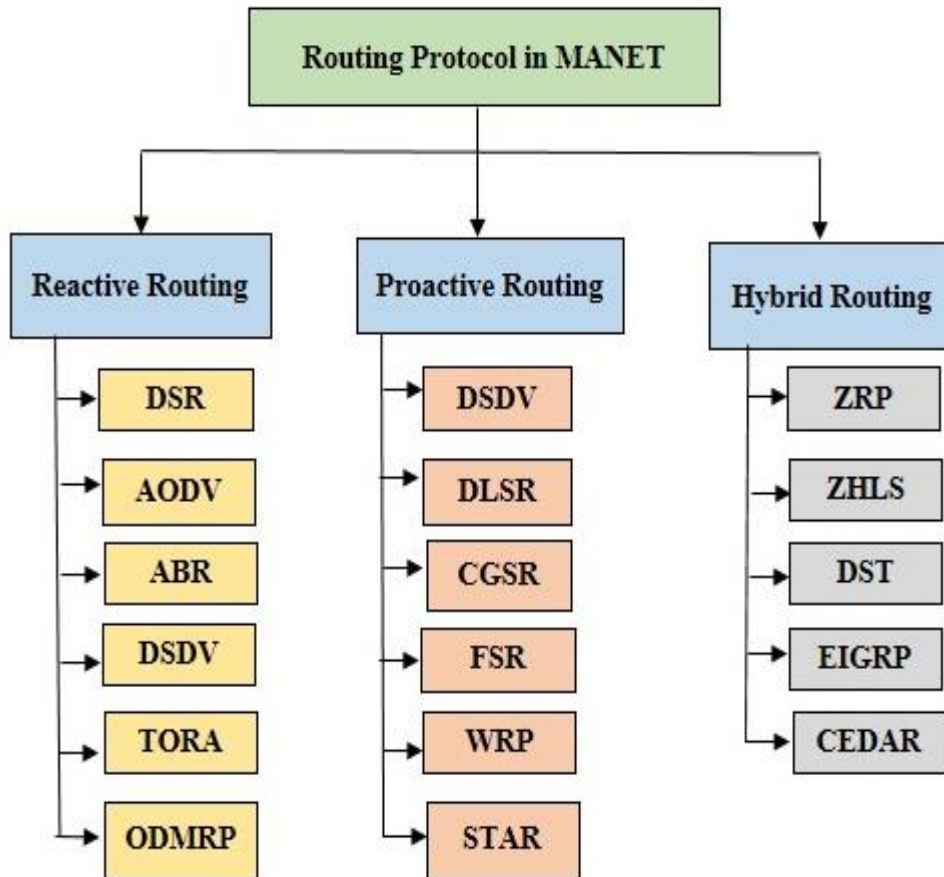 Routing Protocol in MANET
Reactive Routing
DSR
AODV
ABR
DSDV
TORA
ODMRP
Proactive Routing
DSDV
DLSR
CGSR
FSR
WRP
STAR
Hybrid Routing
ZRP
ZHLS
DST
EIGRP
CEDAR